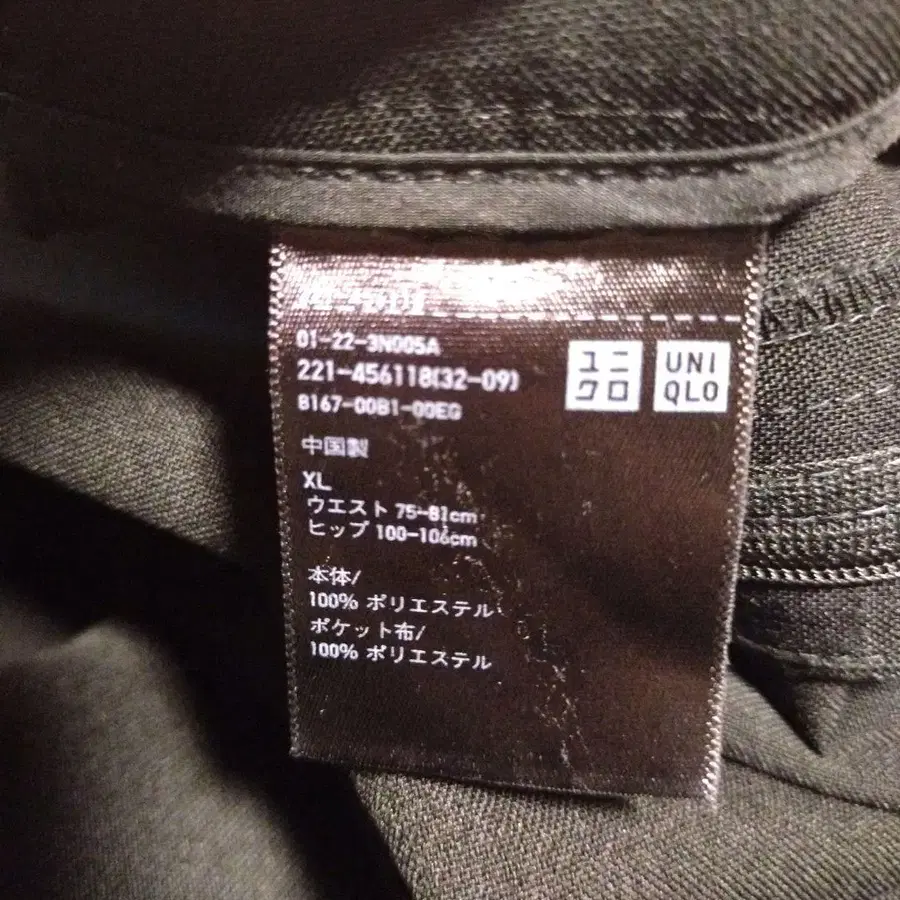 01-22-3N005A
221-456118(32-09)
B167-00B1-00EG
ユニ
クロ
UNI
QLO
中国製
XL
ウエスト 75-81cm
ヒップ 100-106cm
本体/
100% ポリエステル
ポケット布/
100% ポリエステル